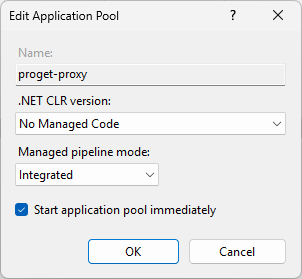 Edit Application Pool
?
Name:
proget-proxy
.NET CLR version:
No Managed Code
Managed pipeline mode:
Integrated
Start application pool immediately
OK Cancel